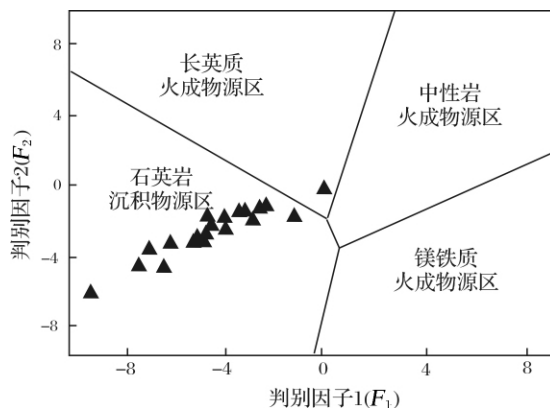 8
4
0
−4
−8
判别因子2(F₂)
长英质
火成物源区
中性岩
火成物源区
石英岩
沉积物源区
镁铁质
火成物源区
−8
−4
0
4
8
判别因子1(F₁)